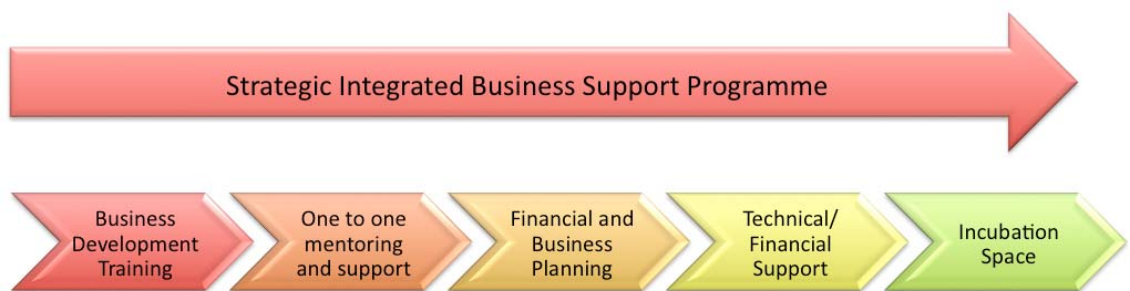 Strategic Integrated Business Support Programme
Business
Development
Training
One to one
mentoring
and support
Financial and
Business
Planning
Technical/
Financial
Support
Incubation
Space